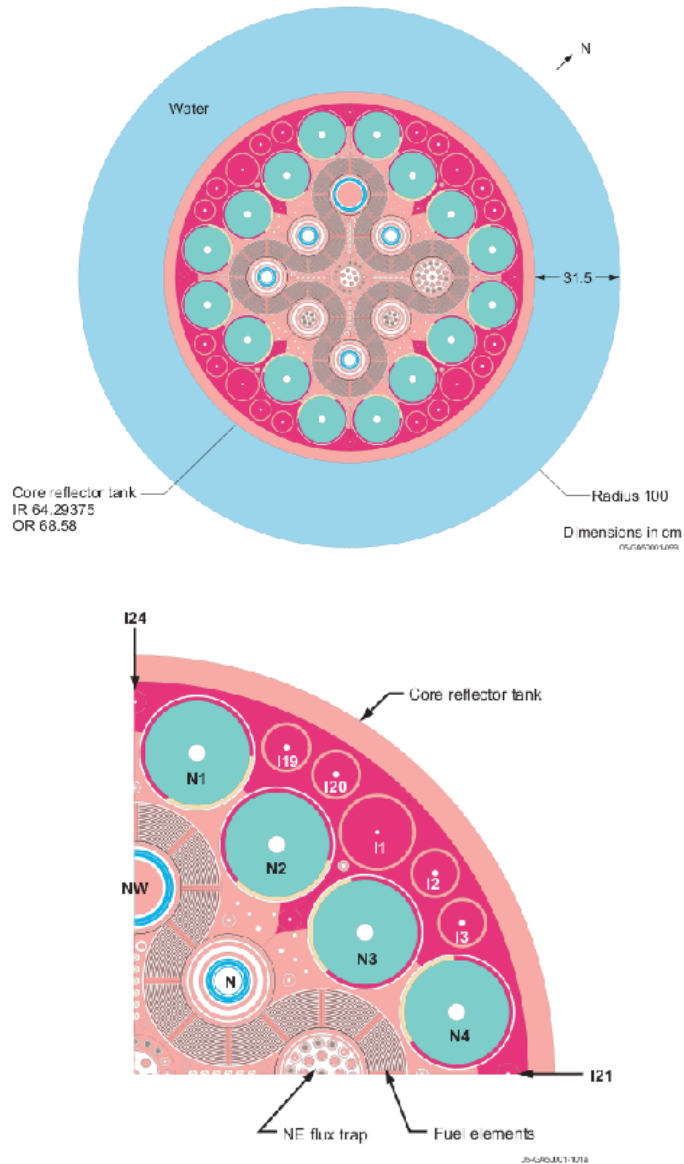 N
Water
31.5
Core reflector tank
IR 64.29375
OR 68.58
Radius 100
Dimensions in cm
I24
Core reflector tank
N1
I19
I20
I1
N2
I2
NW
I3
N3
N
N4
I21
NE flux trap
Fuel elements